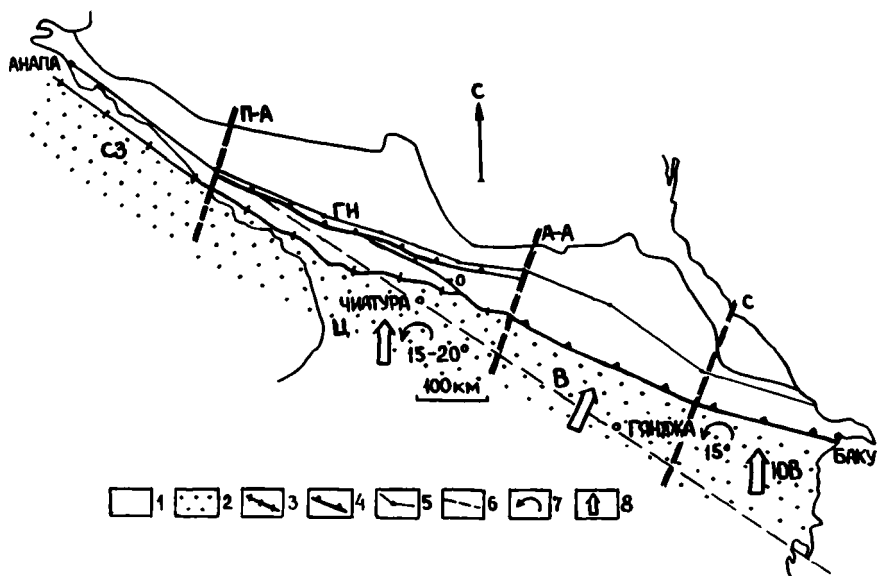 АНАПА
П-А
С
СЗ
ГН
А-А
О
С
ЧИАТУРА
Ц
15-20°
100км
В
ГЯНДЖА
15°
ЮВ
БАКУ
1 2 3 4 5 6 7 8